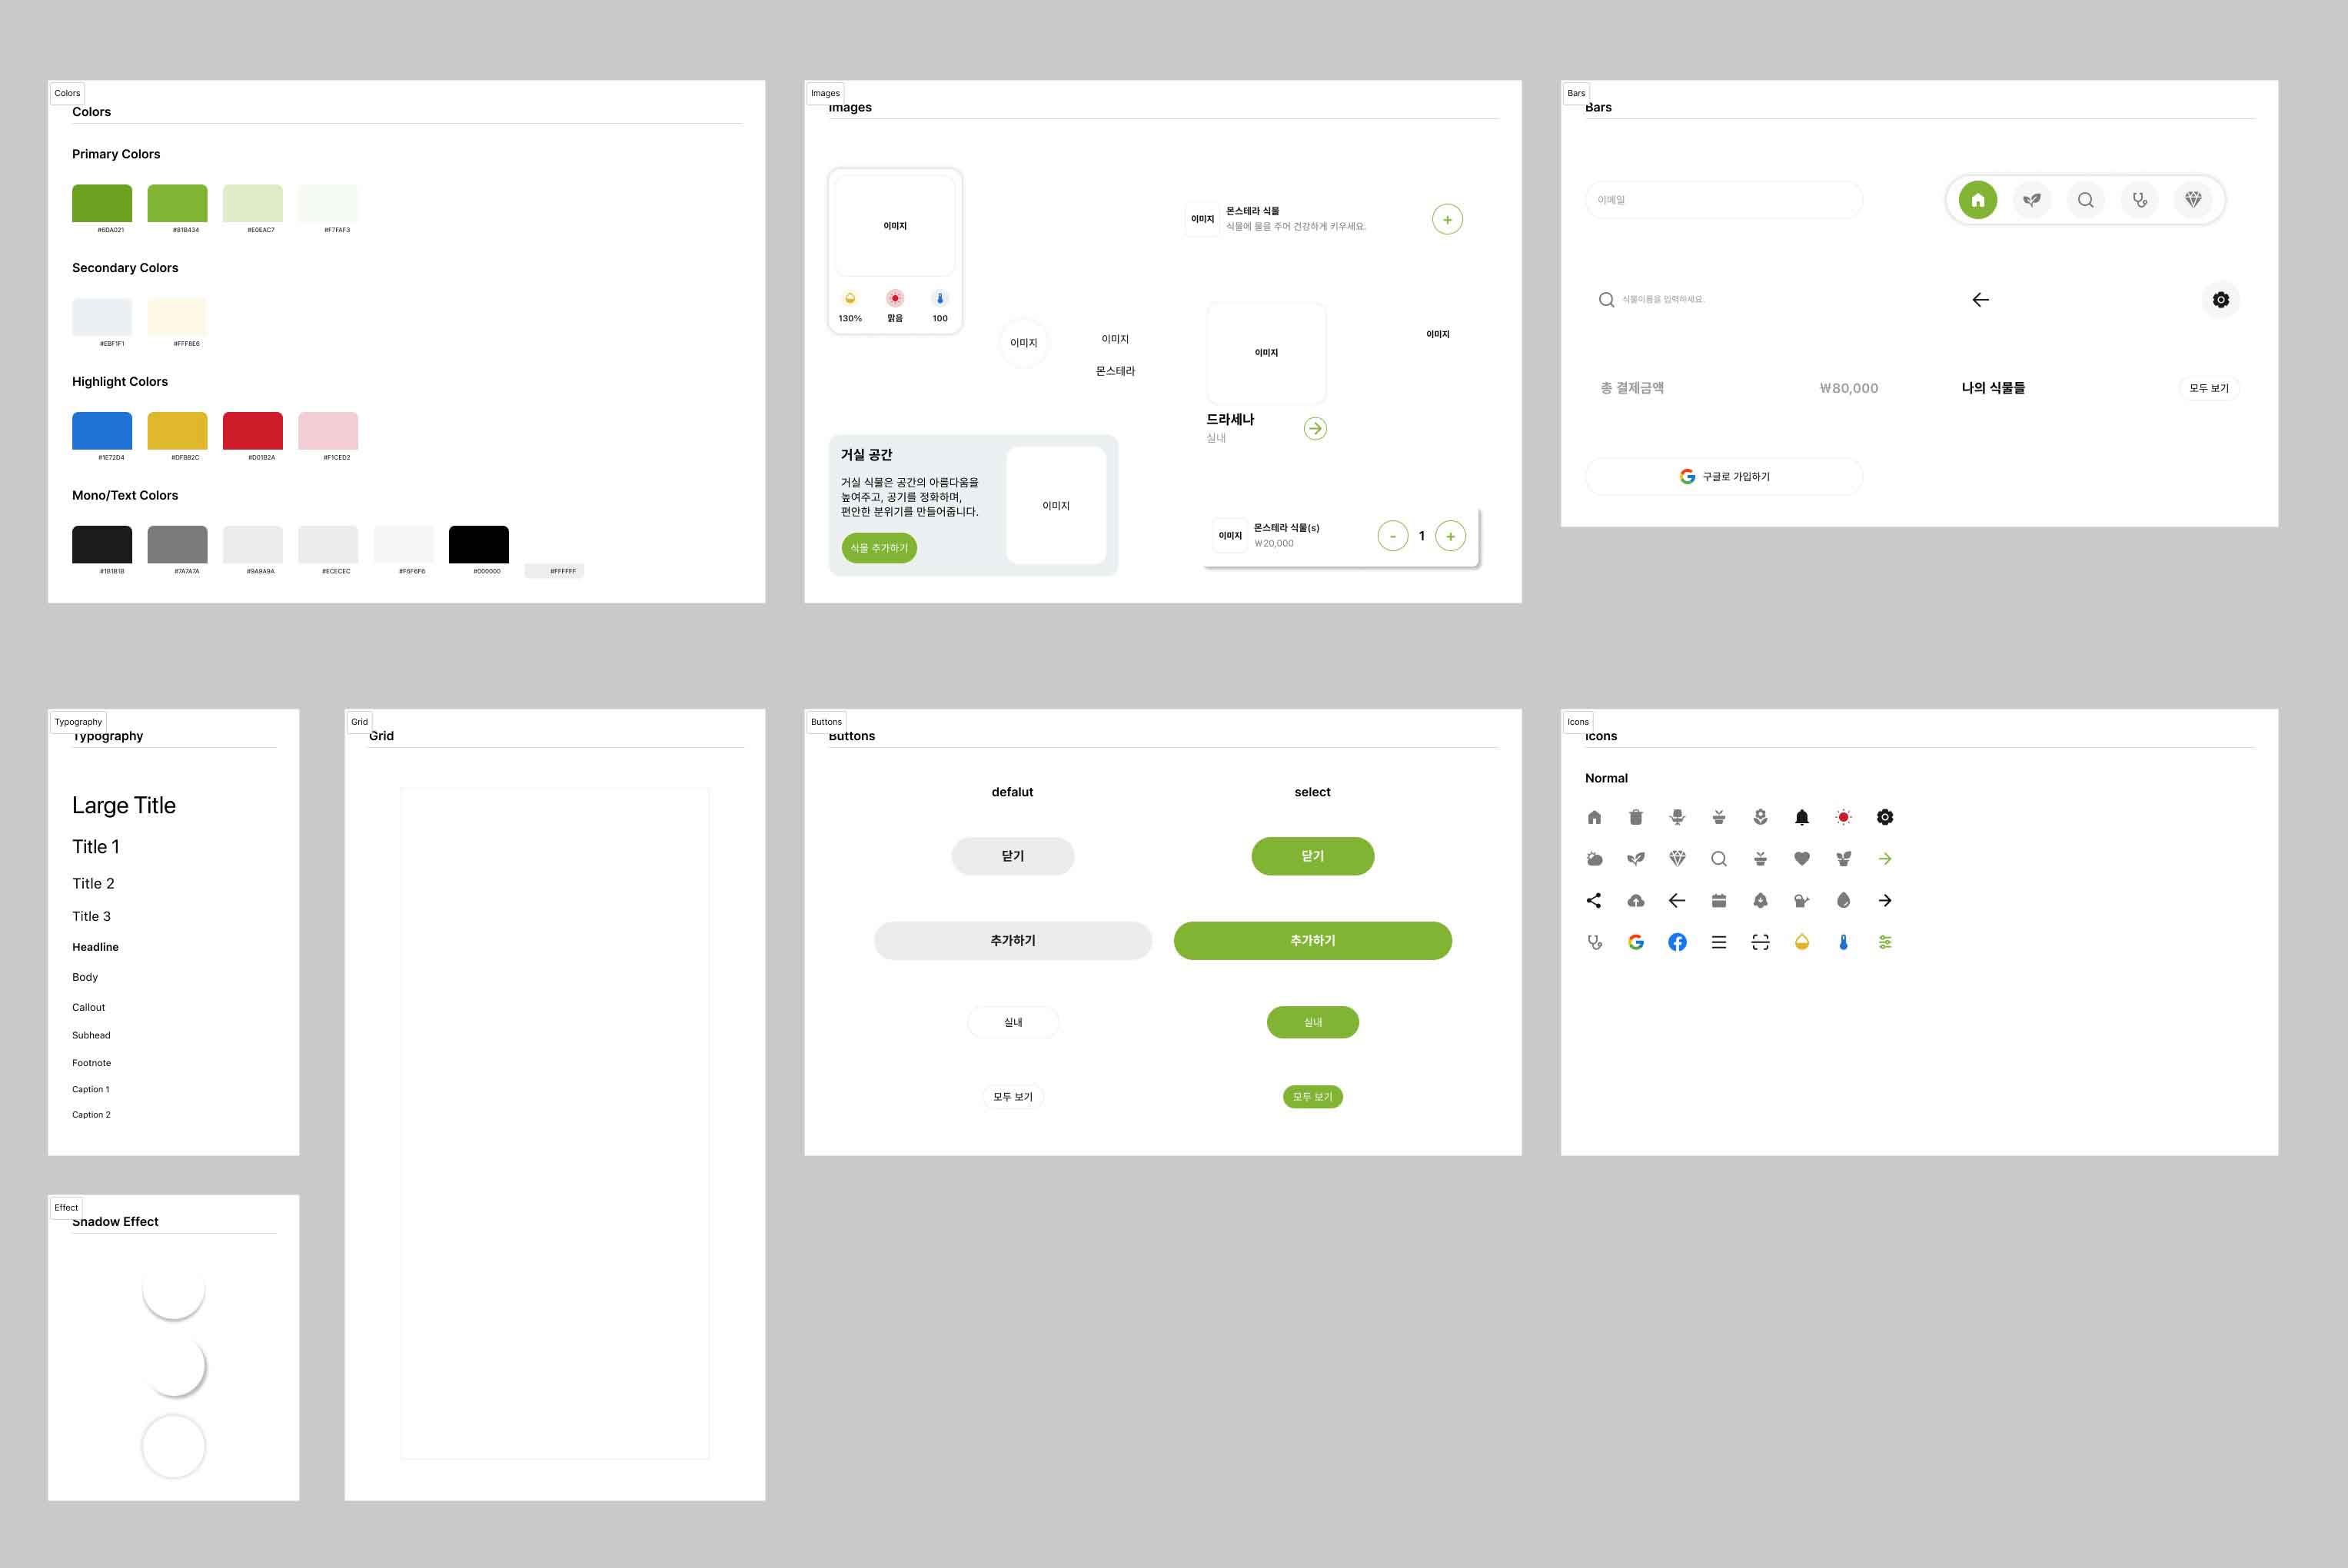 Colors
Colors
Primary Colors
#6DA021
#81B434
#E0EAC7
#F7FAF3
Secondary Colors
#EBF1F1
#FFF8E6
Highlight Colors
#1E72D4
#DFB82C
#D01B2A
#F1CED2
Mono/Text Colors
#1B1B1B
#7A7A7A
#9A9A9A
#ECECEC
#F6F6F6
#000000
#FFFFFF
Images
Images
이미지
130%
맑음
100
이미지
이미지
몬스테라
이미지
몬스테라 식물
식물에 물을 주어 건강하게 키우세요.
+
이미지
드라세나
실내
이미지
거실 공간
거실 식물은 공간의 아름다움을
높여주고, 공기를 정화하며,
편안한 분위기를 만들어줍니다.
식물 추가하기
이미지
이미지
몬스테라 식물(s)
₩20,000
-
1
+
Bars
Bars
이메일
식물이름을 입력하세요.
총 결제금액
₩80,000
나의 식물들
모두 보기
구글로 가입하기
Typography
Typography
Large Title
Title 1
Title 2
Title 3
Headline
Body
Callout
Subhead
Footnote
Caption 1
Caption 2
Grid
Grid
Buttons
Buttons
defalut
select
닫기
닫기
추가하기
추가하기
실내
실내
모두 보기
모두 보기
Icons
Icons
Normal
Effect
Shadow Effect